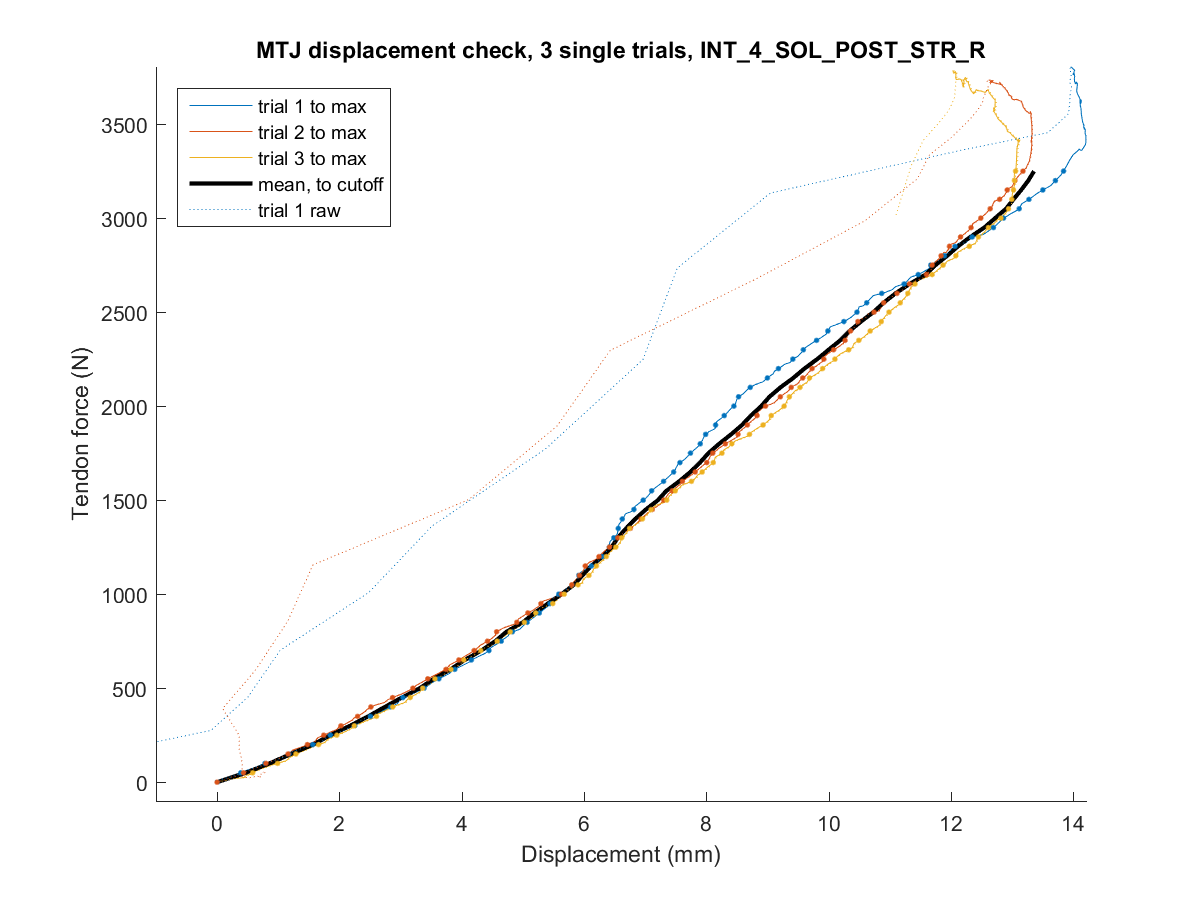 MTJ displacement check, 3 single trials, INT_4_SOL_POST_STR_R
trial 1 to max
trial 2 to max
trial 3 to max
mean, to cutoff
trial 1 raw
3500
3000
2500
2000
1500
1000
500
0
Tendon force (N)
0 2 4 6 8 10 12 14
Displacement (mm)